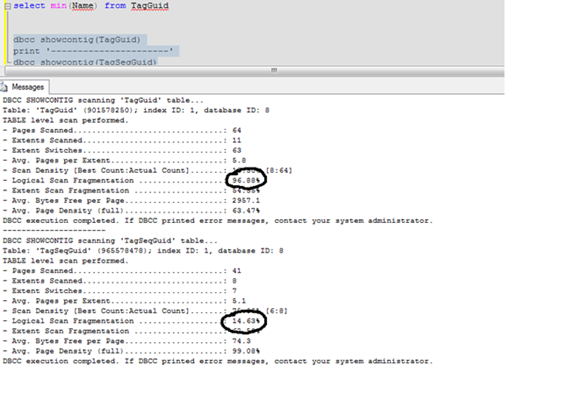 select min(Name) from TagGuid
dbcc showcontig(TagGuid)
print '----------------------'
dbcc showcontig(TagSeqGuid)
Messages
DBCC SHOWCONTIG scanning 'TagGuid' table...
Table: 'TagGuid' (901578250); index ID: 1, database ID: 8
TABLE level scan performed.
- Pages Scanned................................: 64
- Extents Scanned..............................: 11
- Extent Switches..............................: 63
- Avg. Pages per Extent........................: 5.8
- Scan Density [Best Count:Actual Count].......: [8:64]
- Logical Scan Fragmentation ..................: 96.88%
- Extent Scan Fragmentation ...................:
- Avg. Bytes Free per Page.....................: 2957.1
- Avg. Page Density (full).....................: 63.47%
DBCC execution completed. If DBCC printed error messages, contact your system administrator.
----------------------
DBCC SHOWCONTIG scanning 'TagSeqGuid' table...
Table: 'TagSeqGuid' (965578478); index ID: 1, database ID: 8
TABLE level scan performed.
- Pages Scanned................................: 41
- Extents Scanned..............................: 8
- Extent Switches..............................: 7
- Avg. Pages per Extent........................: 5.1
- Scan Density [Best Count:Actual Count].......: [6:8]
- Logical Scan Fragmentation ..................: 14.63%
- Extent Scan Fragmentation ...................:
- Avg. Bytes Free per Page.....................: 74.3
- Avg. Page Density (full).....................: 99.08%
DBCC execution completed. If DBCC printed error messages, contact your system administrator.